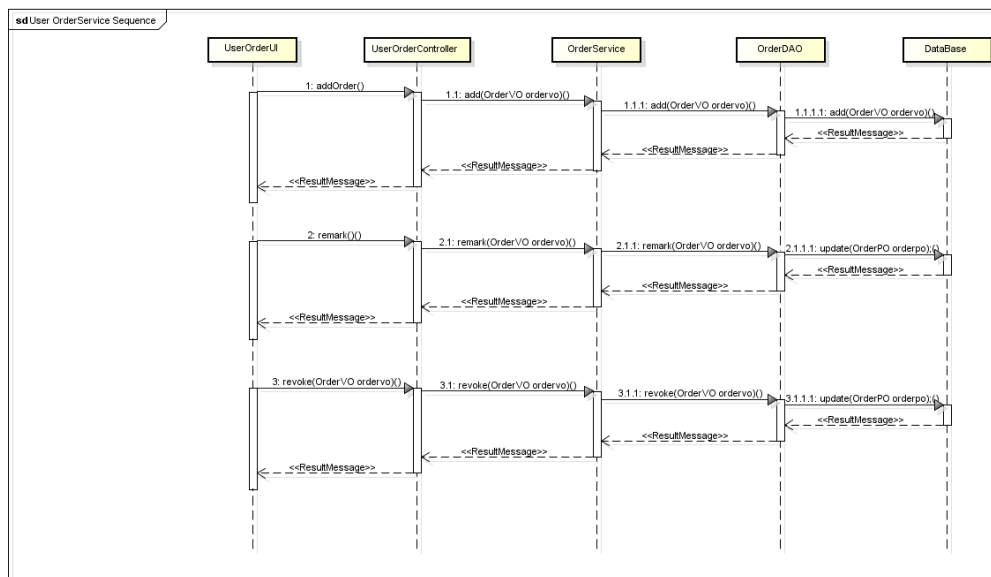 sd User OrderService Sequence
UserOrderUI
UserOrderController
OrderService
OrderDAO
DataBase
1: addOrder()
1.1: add(OrderVO ordervo)()
1.1.1: add(OrderVO ordervo)()
1.1.1.1: add(OrderVO ordervo)()
<<ResultMessage>>
<<ResultMessage>>
<<ResultMessage>>
<<ResultMessage>>
2: remark()()
2.1: remark(OrderVO ordervo)()
2.1.1: remark(OrderVO ordervo)()
2.1.1.1: update(OrderPO orderpo);()
<<ResultMessage>>
<<ResultMessage>>
<<ResultMessage>>
<<ResultMessage>>
3: revoke(OrderVO ordervo)()
3.1: revoke(OrderVO ordervo)()
3.1.1: revoke(OrderVO ordervo)()
3.1.1.1: update(OrderPO orderpo);()
<<ResultMessage>>
<<ResultMessage>>
<<ResultMessage>>
<<ResultMessage>>